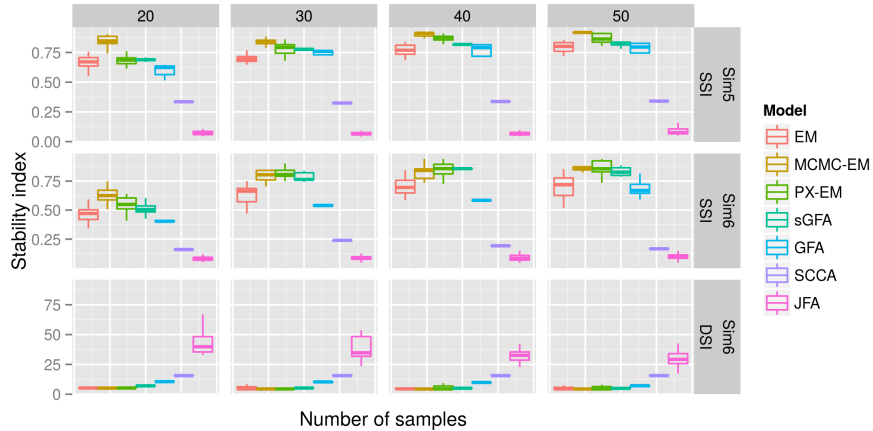 20 30 40 50
Stability index
0.75
0.50
0.25
0.00
Sim5
SSI
0.75
0.50
0.25
Sim6
SSI
75
50
25
0
Sim6
DSI
Number of samples
Model
EM
MCMC-EM
PX-EM
sGFA
GFA
SCCA
JFA